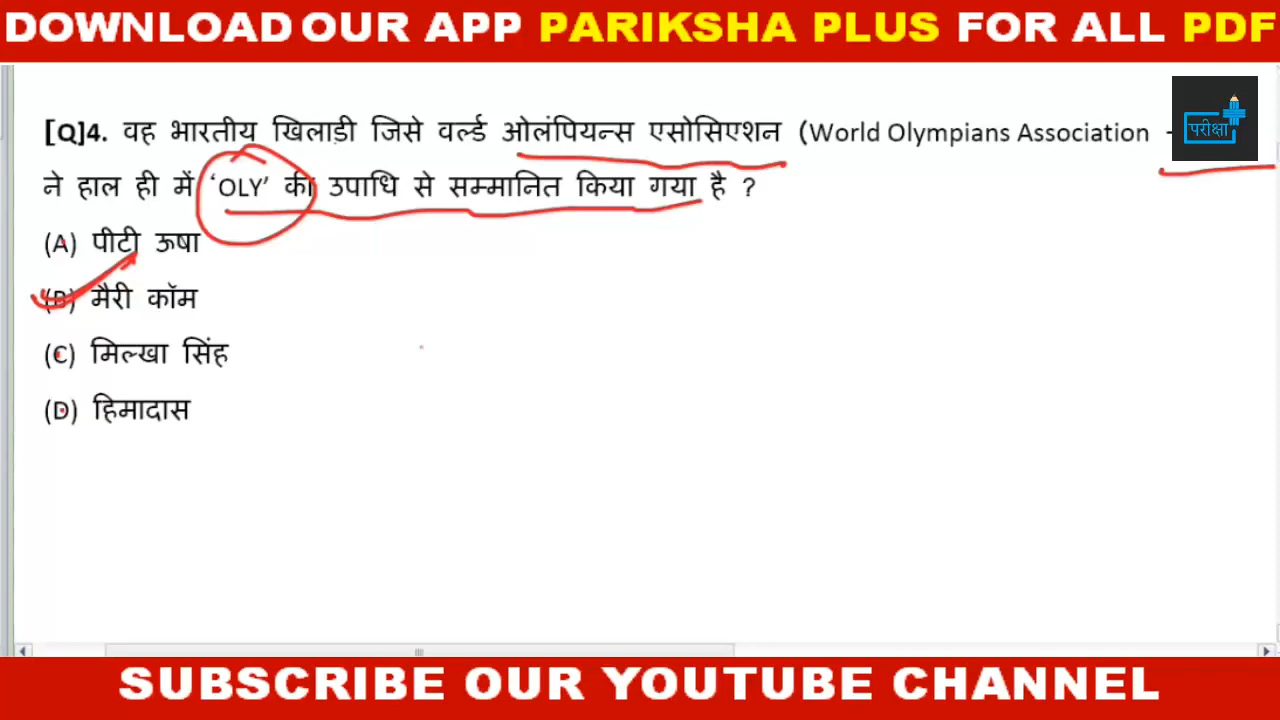 DOWNLOAD OUR APP PARIKSHA PLUS FOR ALL PDF
परीक्षा
[Q]4. वह भारतीय खिलाड़ी जिसे वर्ल्ड ओलंपियन्स एसोसिएशन (World Olympians Association -
ने हाल ही में ‘OLY’ की उपाधि से सम्मानित किया गया है ?
(A) पीटी ऊषा
(B) मैरी कॉम
(C) मिल्खा सिंह
(D) हिमादास
SUBSCRIBE OUR YOUTUBE CHANNEL